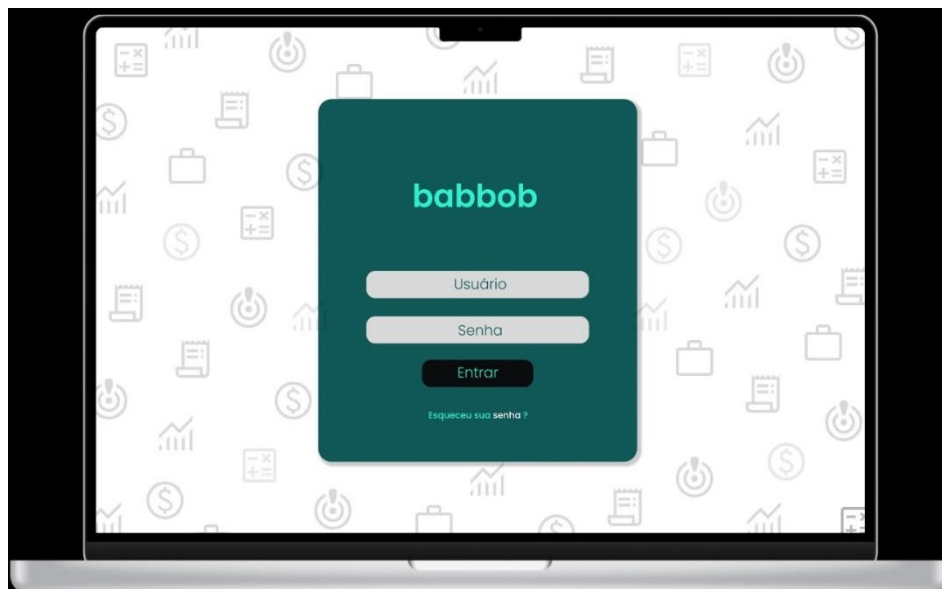 babbob
Usuário
Senha
Entrar
Esqueceu sua senha ?